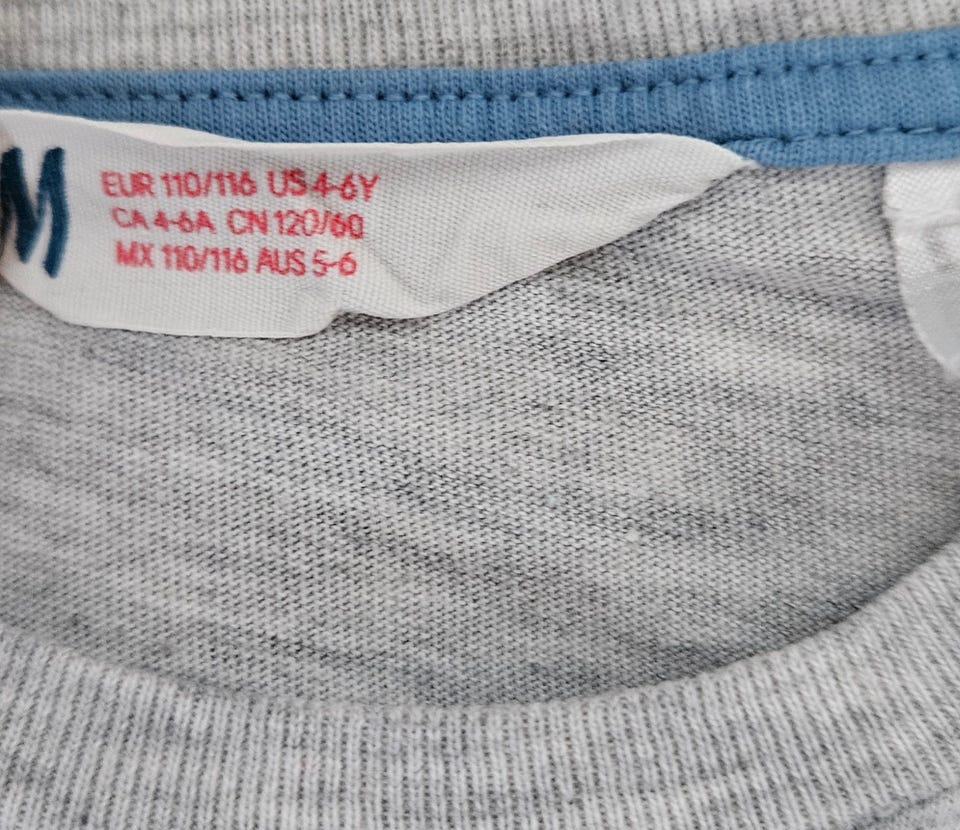 M
EUR 110/116 US 4-6Y
CA 4-6A CN 120/60
MX 110/116 AUS 5-6